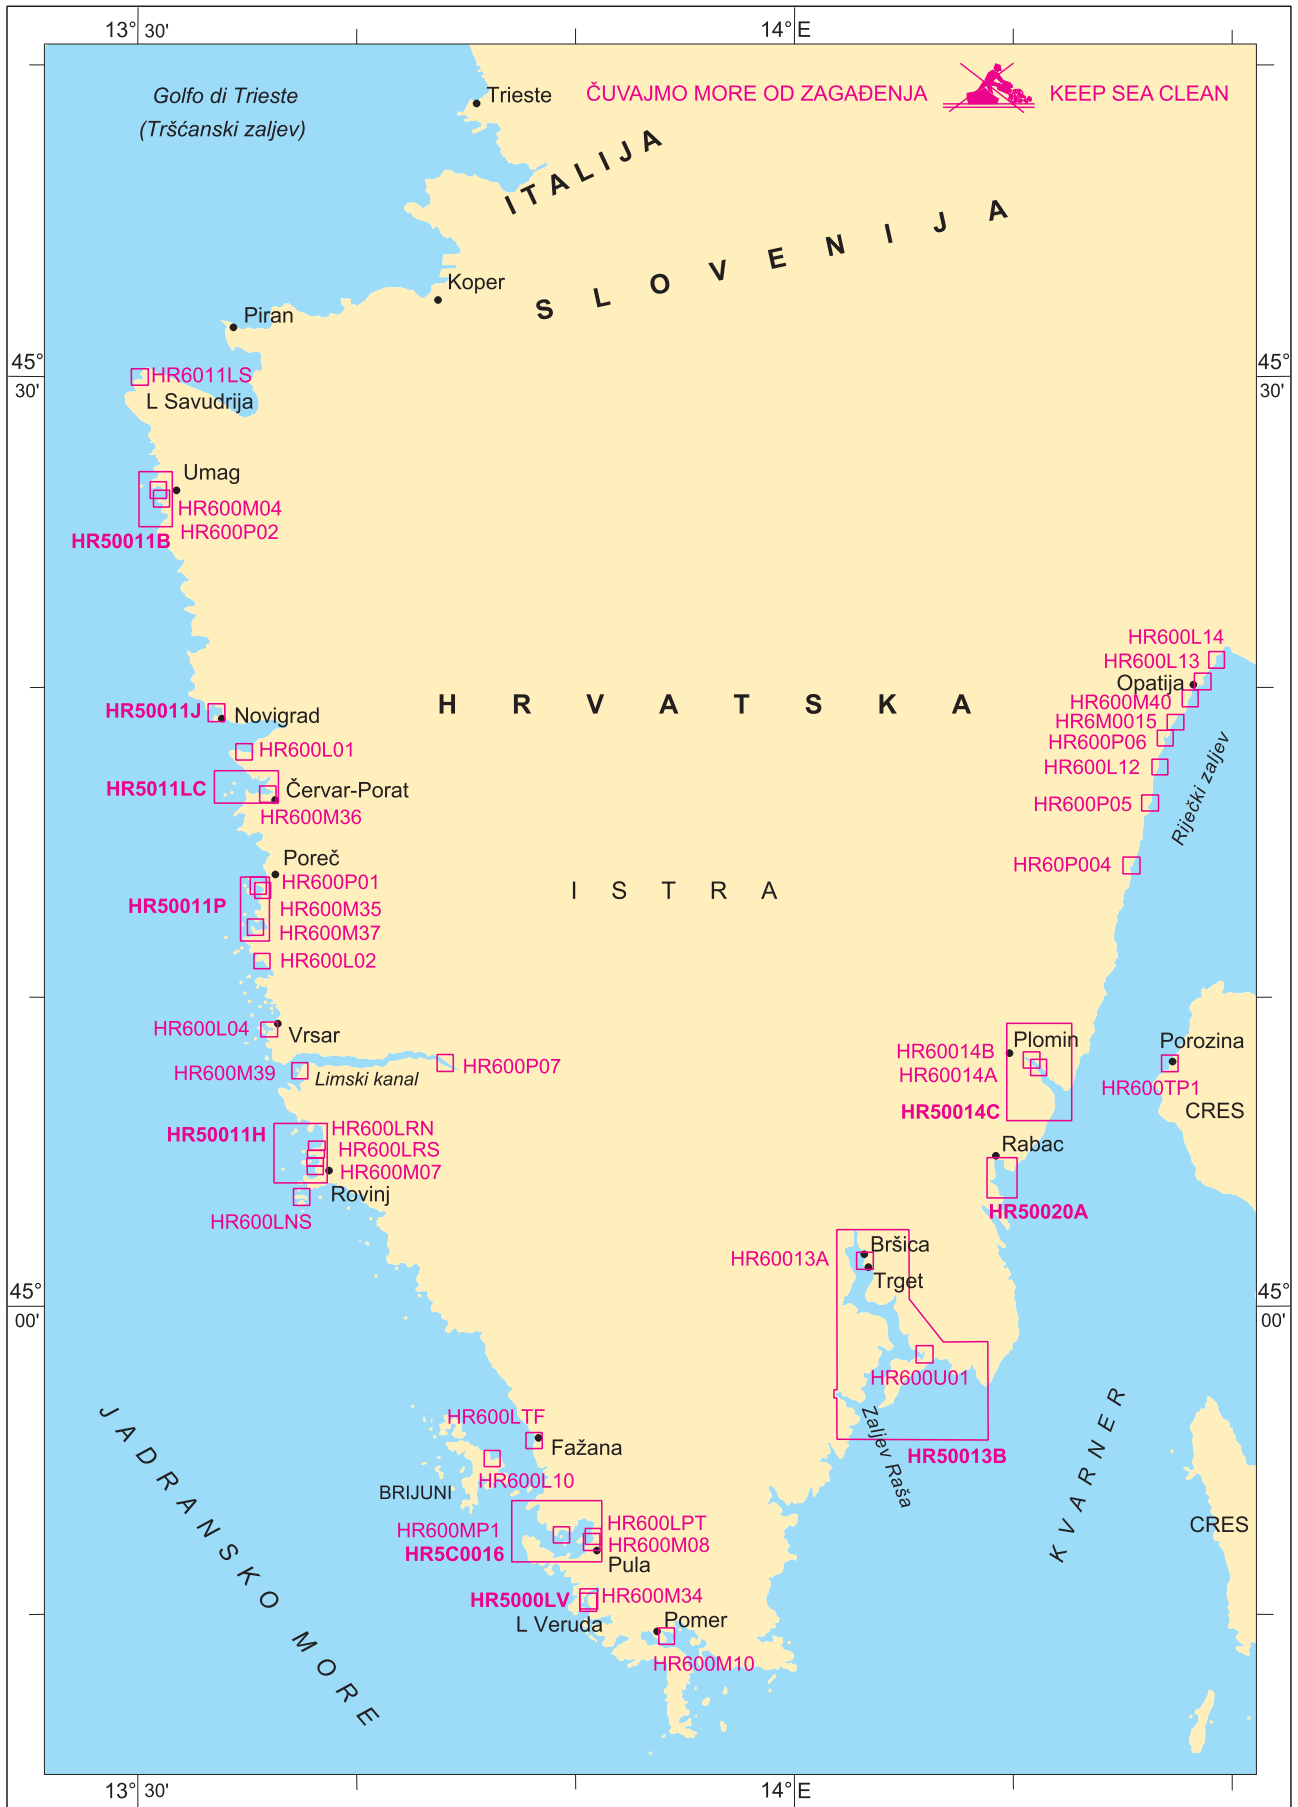 13° 30'
14° E
Golfo di Trieste
(Tršćanski zaljev)
Trieste
ČUVAJMO MORE OD ZAGAĐENJA
KEEP SEA CLEAN
ITALIJA
SLOVENIJA
Koper
Piran
45°
30'
45°
30'
HR6011LS
L Savudrija
Umag
HR600M04
HR600P02
HR50011B
HR600L14
HR600L13
Opatija
HR600M40
HR6M0015
HR600P06
HR600L12
HR600P05
HR60P004
Riječki zaljev
HRVATSKA
HR50011J
Novigrad
HR600L01
HR5011LC
Červar-Porat
HR600M36
Poreč
HR600P01
HR50011P
HR600M35
HR600M37
HR600L02
ISTRA
HR600L04
Vrsar
HR600M39
Limski kanal
HR600P07
Plomin
HR60014B
HR60014A
HR50014C
Porozina
HR600TP1
CRES
HR50011H
HR600LRN
HR600LRS
HR600M07
Rovinj
HR600LNS
Rabac
HR50020A
HR60013A
Bršica
Trget
45°
00'
45°
00'
HR600U01
Zaljev Raša
HR50013B
HR600LTF
Fažana
HR600L10
BRIJUNI
HR600MP1
HR5C0016
HR600LPT
HR600M08
Pula
HR5000LV
HR600M34
L Veruda
Pomer
HR600M10
JADRANSKO MORE
KVARNER
CRES
13° 30'
14° E